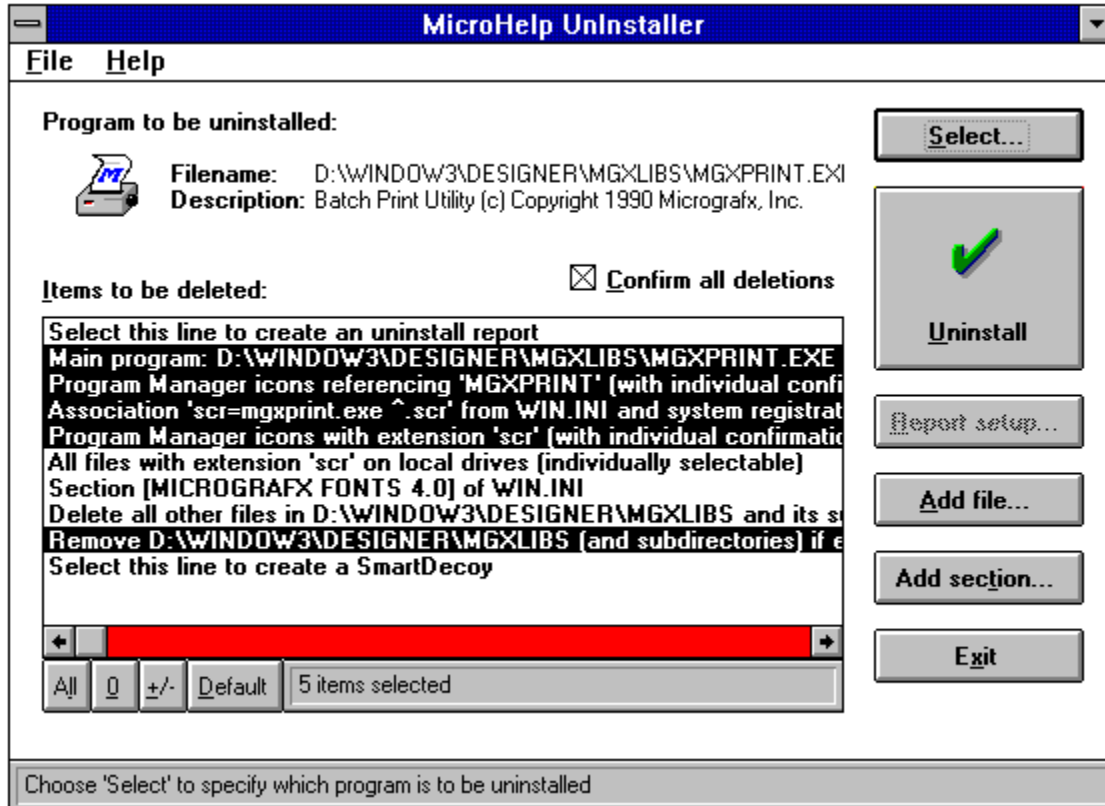 MicroHelp UnInstaller
File Help
Program to be uninstalled:
Filename: D:\WINDOW3\DESIGNER\MGXLIBS\MGXPRINT.EXE
Description: Batch Print Utility (c) Copyright 1990 Micrografx, Inc.
Select...
Uninstall
Items to be deleted:
Confirm all deletions
Select this line to create an uninstall report
Main program: D:\WINDOW3\DESIGNER\MGXLIBS\MGXPRINT.EXE
Program Manager icons referencing 'MGXPRINT' (with individual confi
Association 'scr=mgxprint.exe ^.scr' from WIN.INI and system registrat
Program Manager icons with extension 'scr' (with individual confirmatio
All files with extension 'scr' on local drives (individually selectable)
Section [MICROGRAFX FONTS 4.0] of WIN.INI
Delete all other files in D:\WINDOW3\DESIGNER\MGXLIBS and its su
Remove D:\WINDOW3\DESIGNER\MGXLIBS (and subdirectories) if e
Select this line to create a SmartDecoy
Report setup...
Add file...
Add section...
Exit
All 0 +/- Default 5 items selected
Choose 'Select' to specify which program is to be uninstalled